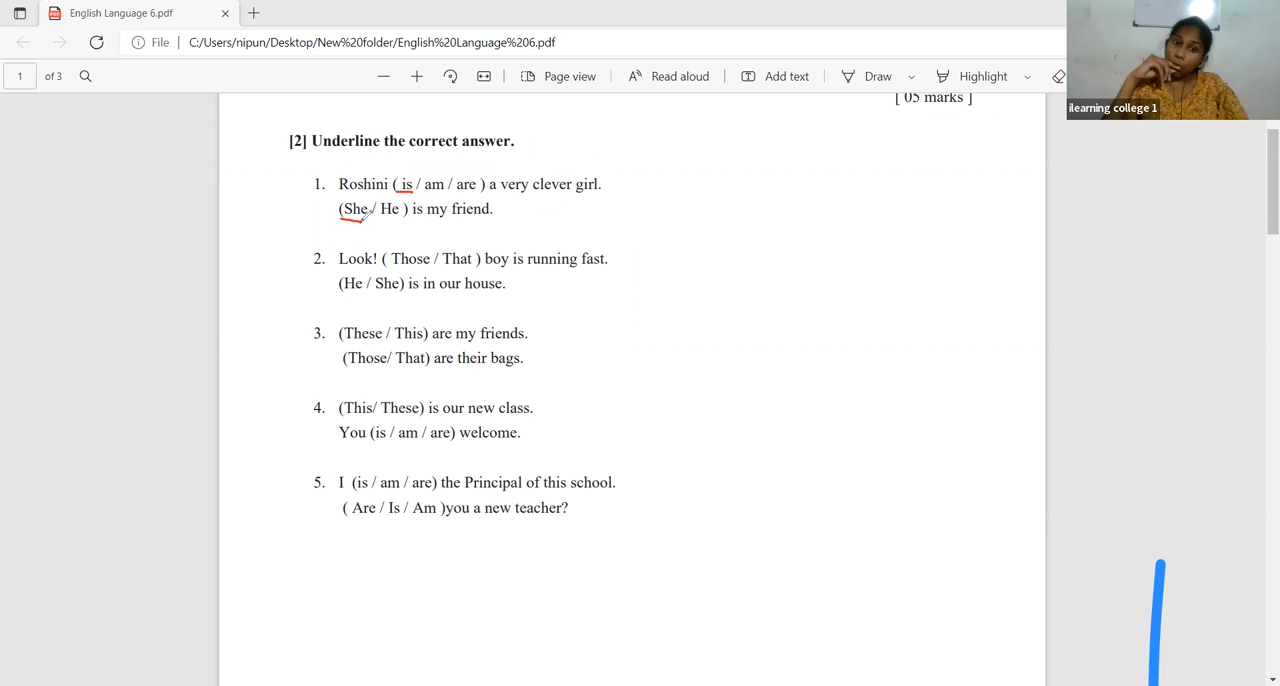 English Language 6.pdf
File
C:/Users/nipun/Desktop/New%20folder/English%20Language%206.pdf
1 of 3
Page view
Read aloud
Add text
Draw
Highlight
ilearning college 1
[ 05 marks ]
[2] Underline the correct answer.
1. Roshini ( is / am / are ) a very clever girl.
(She / He ) is my friend.
2. Look! ( Those / That ) boy is running fast.
(He / She) is in our house.
3. (These / This) are my friends.
(Those/ That) are their bags.
4. (This/ These) is our new class.
You (is / am / are) welcome.
5. I (is / am / are) the Principal of this school.
( Are / Is / Am )you a new teacher?